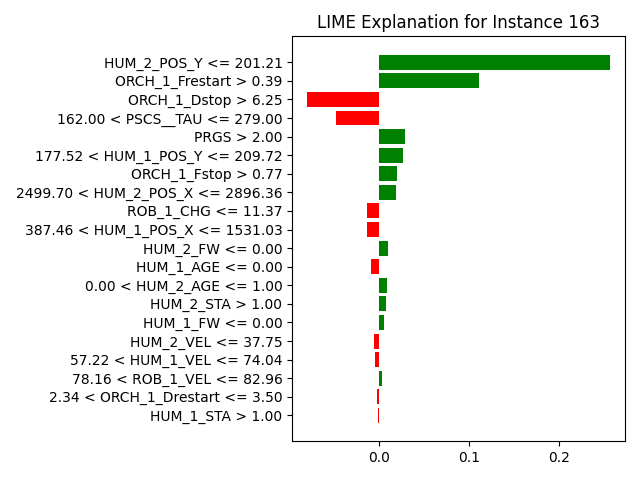 LIME Explanation for Instance 163
HUM_2_POS_Y <= 201.21
ORCH_1_Frestart > 0.39
ORCH_1_Dstop > 6.25
162.00 < PSCS__TAU <= 279.00
PRGS > 2.00
177.52 < HUM_1_POS_Y <= 209.72
ORCH_1_Fstop > 0.77
2499.70 < HUM_2_POS_X <= 2896.36
ROB_1_CHG <= 11.37
387.46 < HUM_1_POS_X <= 1531.03
HUM_2_FW <= 0.00
HUM_1_AGE <= 0.00
0.00 < HUM_2_AGE <= 1.00
HUM_2_STA > 1.00
HUM_1_FW <= 0.00
HUM_2_VEL <= 37.75
57.22 < HUM_1_VEL <= 74.04
78.16 < ROB_1_VEL <= 82.96
2.34 < ORCH_1_Drestart <= 3.50
HUM_1_STA > 1.00
0.0 0.1 0.2